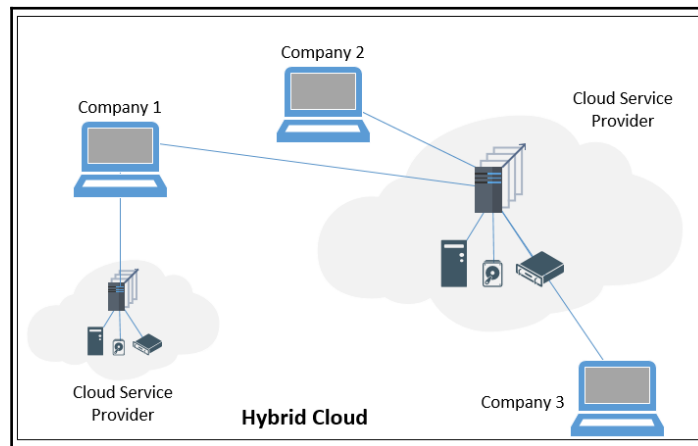 Company 2
Cloud Service
Provider
Company 1
Cloud Service
Provider
Hybrid Cloud
Company 3